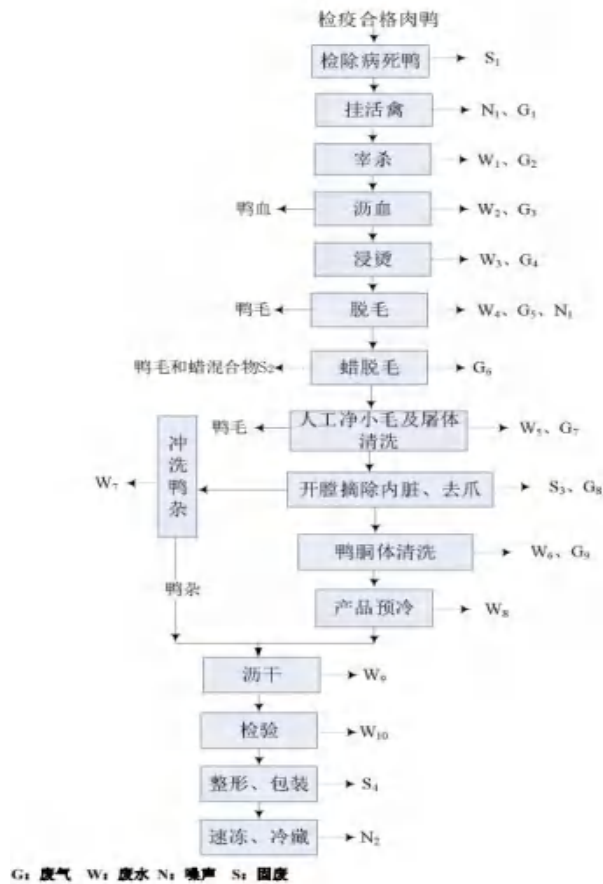 检疫合格肉鸭
检除病死鸭 S₁
挂活禽 N₁、G₁
宰杀 W₁、G₂
鸭血 沥血 W₂、G₃
浸烫 W₃、G₄
鸭毛 脱毛 W₄、G₅、N₁
鸭毛和蜡混合物S₂ 蜡脱毛 G₆
鸭毛 人工净小毛及屠体 W₅、G₇
清洗
W₇ 冲洗鸭杂 开膛摘除内脏、去爪 S₃、G₈
鸭胴体清洗 W₆、G₉
鸭杂 产品预冷 W₈
沥干 W₉
检验 W₁₀
整形、包装 S₄
速冻、冷藏 N₂
G：废气 W：废水 N：噪声 S：固废